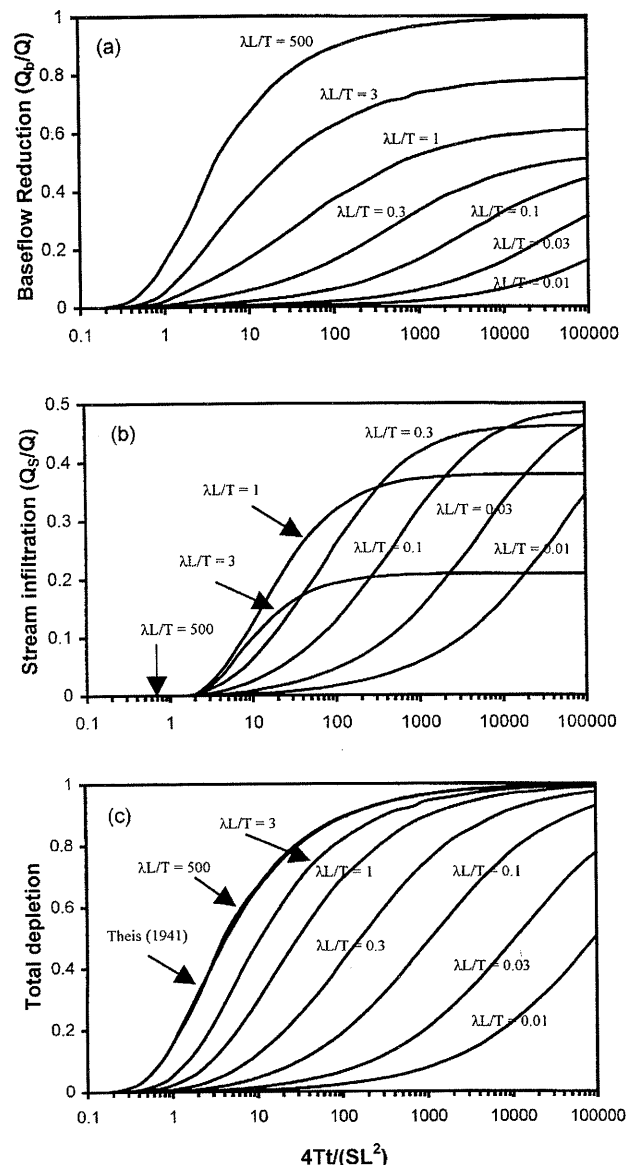 (a)
Baseflow Reduction (Qb/Q)
1
0.8
0.6
0.4
0.2
0
λL/T = 500
λL/T = 3
λL/T = 1
λL/T = 0.3
λL/T = 0.1
λL/T = 0.03
λL/T = 0.01
0.1 1 10 100 1000 10000 100000
(b)
Stream infiltration (Qs/Q)
0.5
0.4
0.3
0.2
0.1
0
λL/T = 0.3
λL/T = 1
λL/T = 0.03
λL/T = 3
λL/T = 0.1
λL/T = 0.01
λL/T = 500
0.1 1 10 100 1000 10000 100000
(c)
Total depletion
1
0.8
0.6
0.4
0.2
0
λL/T = 3
λL/T = 500
λL/T = 1
λL/T = 0.1
Theis (1941)
λL/T = 0.3
λL/T = 0.03
λL/T = 0.01
0.1 1 10 100 1000 10000 100000
4Tt/(SL²)